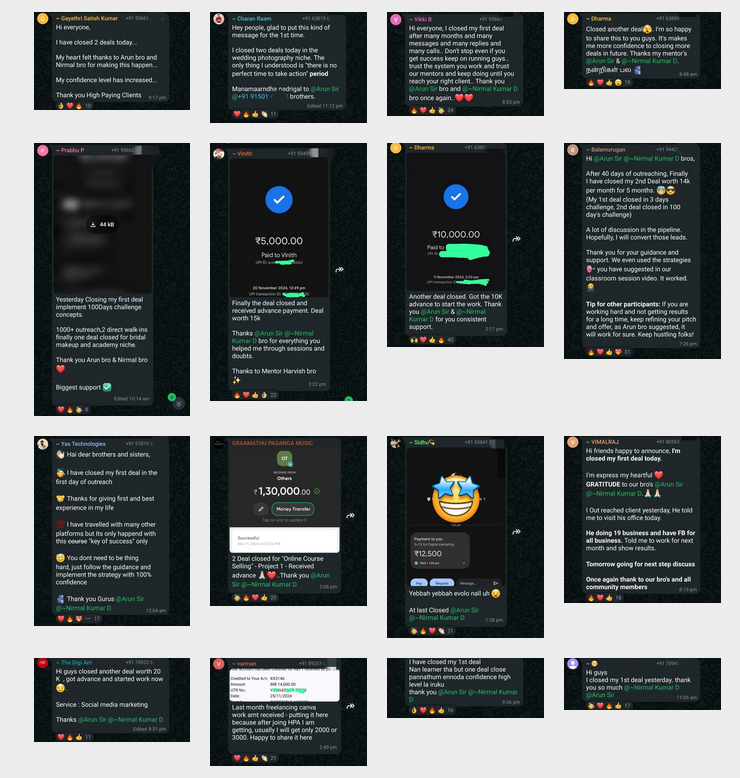 ~ Gayathri Satish Kumar +91 93661
Hi everyone,
I have closed 2 deals today...
My heart felts thanks to Arun bro and
Nirmal bro for making this happen...
My confidence level has increased...
Thank you High Paying Clients
9:17 pm
10
~ Charan Raam
Hey people, glad to put this kind of
message for the 1st time.
I closed two deals today in the
wedding photography niche. The
only thing I understood is "there is no
perfect time to take action" period
@Arun Sir
@+91 91501 brothers.
Edited 11:12 pm
11
~ Vikki B
Hi everyone, I closed my first deal
after many months and many
messages and many replies and
many calls.. Don't stop even if you
get success keep on running guys..
trust the system you work and trust
our mentors and keep doing until you
reach your right client.. Thank you
@Arun Sir bro and @~Nirmal Kumar D
bro once again..
8:53 pm
24
~ Dharma
Closed another deal. I'm so happy
to share this to you guys. It's makes
me more confidence to closing more
deals in future. Thanks my mentor's
@Arun Sir & @~Nirmal Kumar D,
நன்றிகள் பல
8:48 am
19
~ Prabhu P
44 kB
Yesterday Closing my first deal
implement 100Days challenge
concepts.
1000+ outreach,2 direct walk-ins
finally one deal closed for bridal
makeup and academy niche.
Thank you Arun bro & Nirmal bro
Biggest support
Edited 10:14 am
8
~ Vinith
₹5,000.00
Paid to Vinith
20 November 2024, 12:49 pm
UPI transaction ID:
Finally the deal closed and
received advance payment. Deal
worth 15k
Thanks @Arun Sir @~Nirmal
Kumar D bro for everything you
helped me through sessions and
doubts.
Thanks to Mentor Harvish bro
3:22 pm
22
~ Dharma
₹10,000.00
Paid to
UPI ID:
UPI transaction ID:
Another deal closed. Got the 10K
advance to start the work. Thank
you @Arun Sir & @~Nirmal
Kumar D for you consistent
support.
3:17 pm
40
~ Balamurugan
Hi @Arun Sir @~Nirmal Kumar D bros,
After 40 days of outreaching, Finally
I have closed my 2nd Deal worth 14k
per month for 5 months.
(My 1st deal closed in 3 days
challenge, 2nd deal closed in 100
day's challenge)
A lot of discussion in the pipeline.
Hopefully, I will convert those leads.
Thank you for your guidance and
support. We even used the strategies
you have suggested in our
classroom session video. It worked.
Tip for other participants: If you are
working hard and not getting results
for a long time, keep refining your
pitch and offer, as Arun bro suggested, it
will work for sure. Keep hustling folks!
7:26 pm
31
~ Yas Technologies
Hai dear brothers and sisters,
I have closed my first deal in the
first day of outreach
Thanks for giving first and best
experience in my life
I have travelled with many other
platforms but its only happend with
this course "key of success" only
You dont need to be thing
hard, just follow the guidance and
implement the strategy with 100%
confidence
Thank you Gurus @Arun Sir
@~Nirmal Kumar D
12:04 am
17
GRAAMATHU PASANGA MUSIC
OT
Others
₹1,30,000.00
Money Transfer
Tap on any to update it
Successful
2 Deal closed for "Online Course
Selling" - Project 1 - Received
advance ..Thank you @Arun
Sir @~Nirmal Kumar D
3:08 pm
20
~ Sidhu
Payment to you
₹12,500
Pay
Request
Message...
Yebbah yebbah evolo nall uh
At last Closed @Arun Sir
@~Nirmal Kumar D
1:38 pm
21
~ VIMALRAJ
Hi friends happy to announce, I'm
closed my first deal today.
I'm express my heartful
GRATITUDE to our bro's @Arun Sir
@~Nirmal Kumar D.
I Out reached client yesterday, He told
me to visit his office today.
He doing 19 business and have FB for
all business. Told me to work for next
month and show results.
Tomorrow going for next step discuss
Once again thank to our bro's and all
community members
8:15 pm
18
~ The Digi Ant
Hi guys closed another deal worth 20
K , got advance and started work now
Service : Social media marketing
Thanks @Arun Sir @~Nirmal Kumar D
Edited 8:31 pm
11
~ varman
Credited to Your A/c: XX3146
Amount: INR 14,000.00
UTR No.:
Date: 25/11/2024
Last month freelancing canva
work amt received - putting it here
because after joing HPA I am
getting, usually I will get only 2000 or
3000. Happy to share it here
2:49 pm
21
I have closed my 1st deal
Nan learner tha but one deal close
pannathum ennoda confidence high
level la iruku
thank you @Arun Sir @~Nirmal Kumar
D
9:36 pm
16
Hi guys
I closed my 1st deal yesterday. thank
you so much @Arun Sir @~Nirmal
Kumar D
11:05 am
17